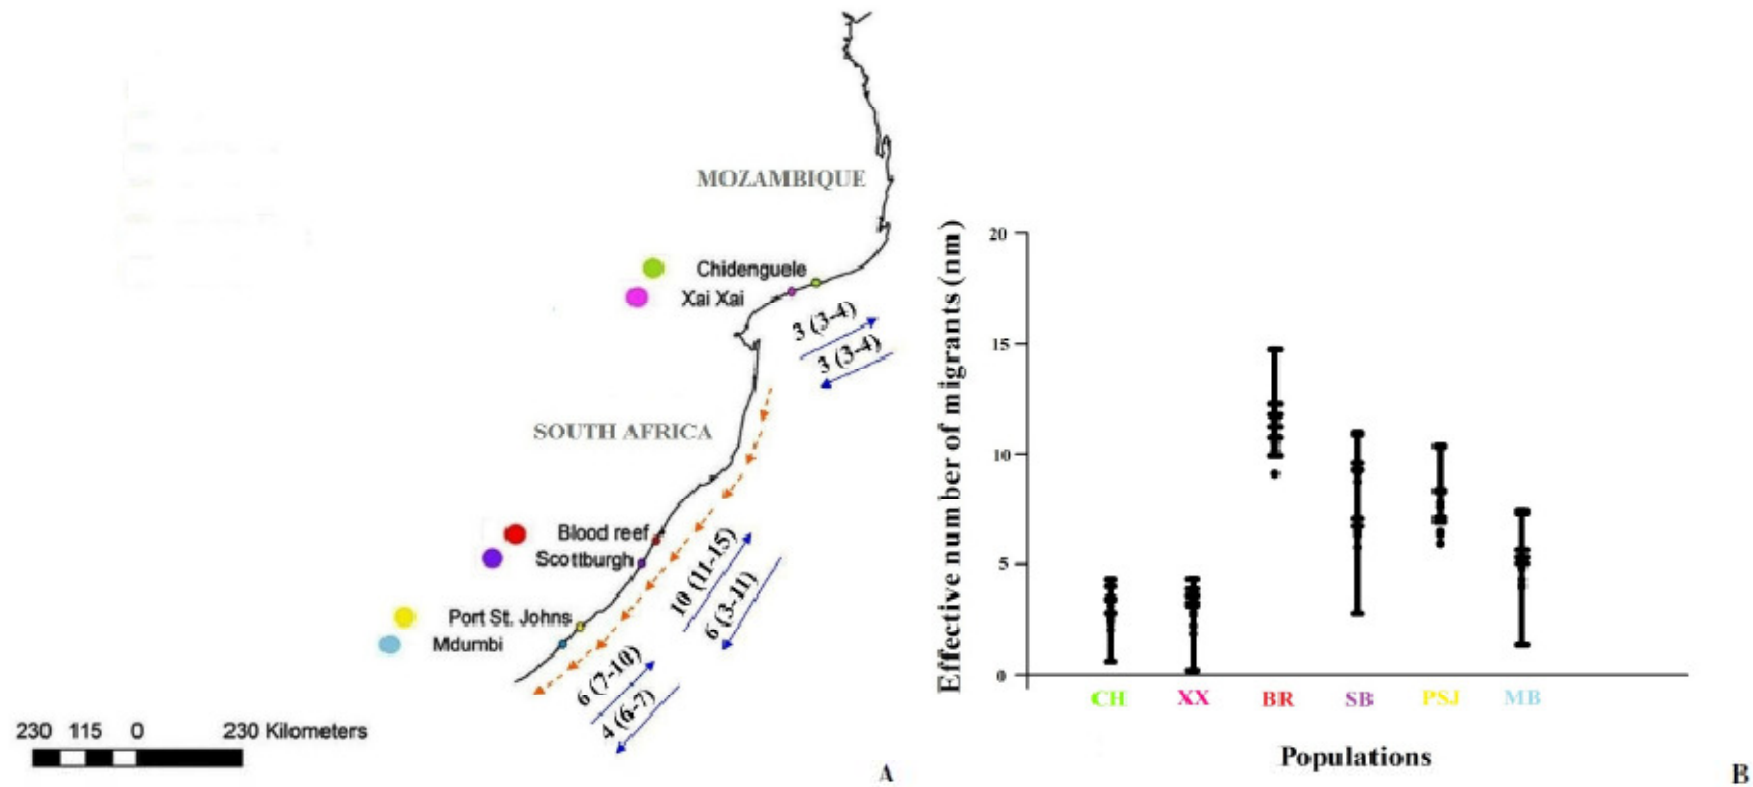 MOZAMBIQUE
Chidenguele
Xai Xai
3 (3-4)
3 (3-4)
SOUTH AFRICA
Blood reef
Scottburgh
10 (11-15)
6 (3-11)
Port St. Johns
Mdumbi
6 (7-10)
4 (6-7)
230 115 0 230 Kilometers
A
Effective number of migrants (nm)
20
15
10
5
0
CH XX BR SB PSJ MB
Populations
B